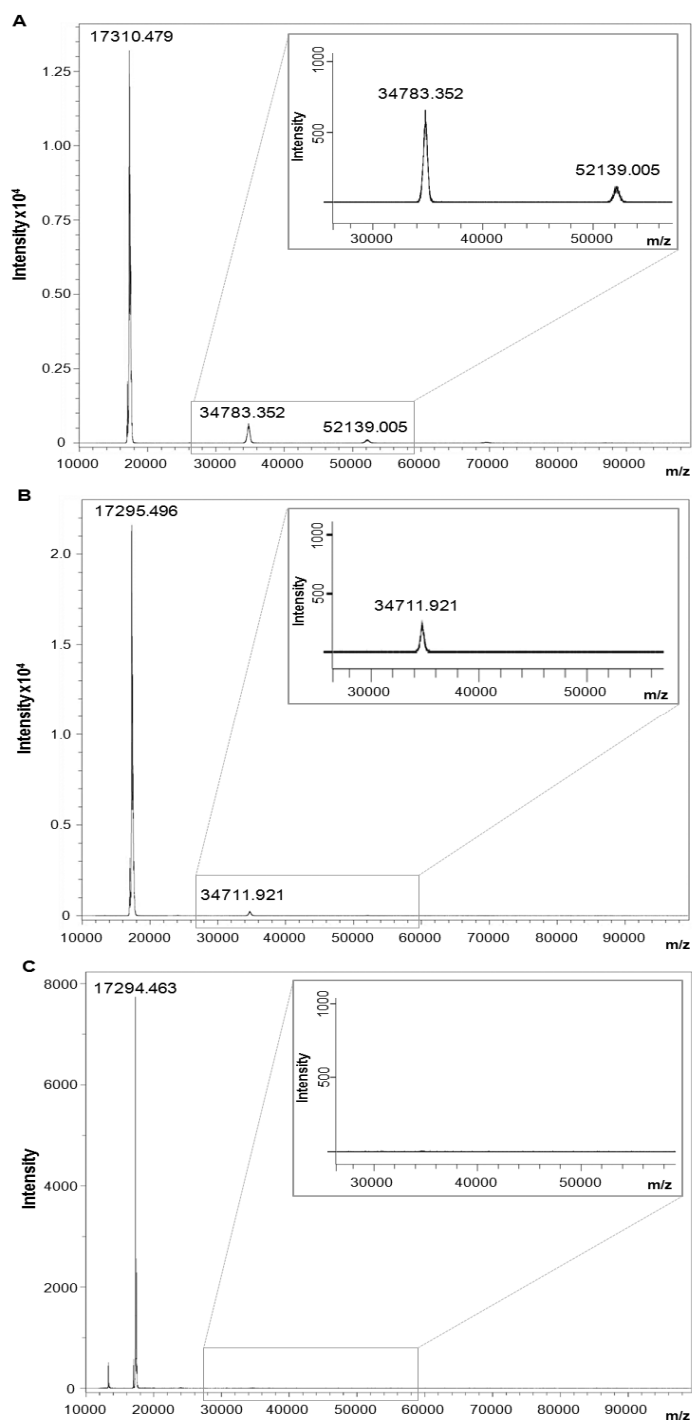 A
17310.479
Intensity x10⁴
1.25
1.00
0.75
0.50
0.25
0
34783.352
52139.005
10000 20000 30000 40000 50000 60000 70000 80000 90000
m/z
Intensity
1000
500
34783.352
52139.005
30000 40000 50000 m/z
B
17295.496
Intensity x10⁴
2.0
1.5
1.0
0.5
0
34711.921
10000 20000 30000 40000 50000 60000 70000 80000 90000
m/z
Intensity
1000
500
34711.921
30000 40000 50000 m/z
C
17294.463
Intensity
8000
6000
4000
2000
0
10000 20000 30000 40000 50000 60000 70000 80000 90000
m/z
Intensity
1000
500
30000 40000 50000 m/z